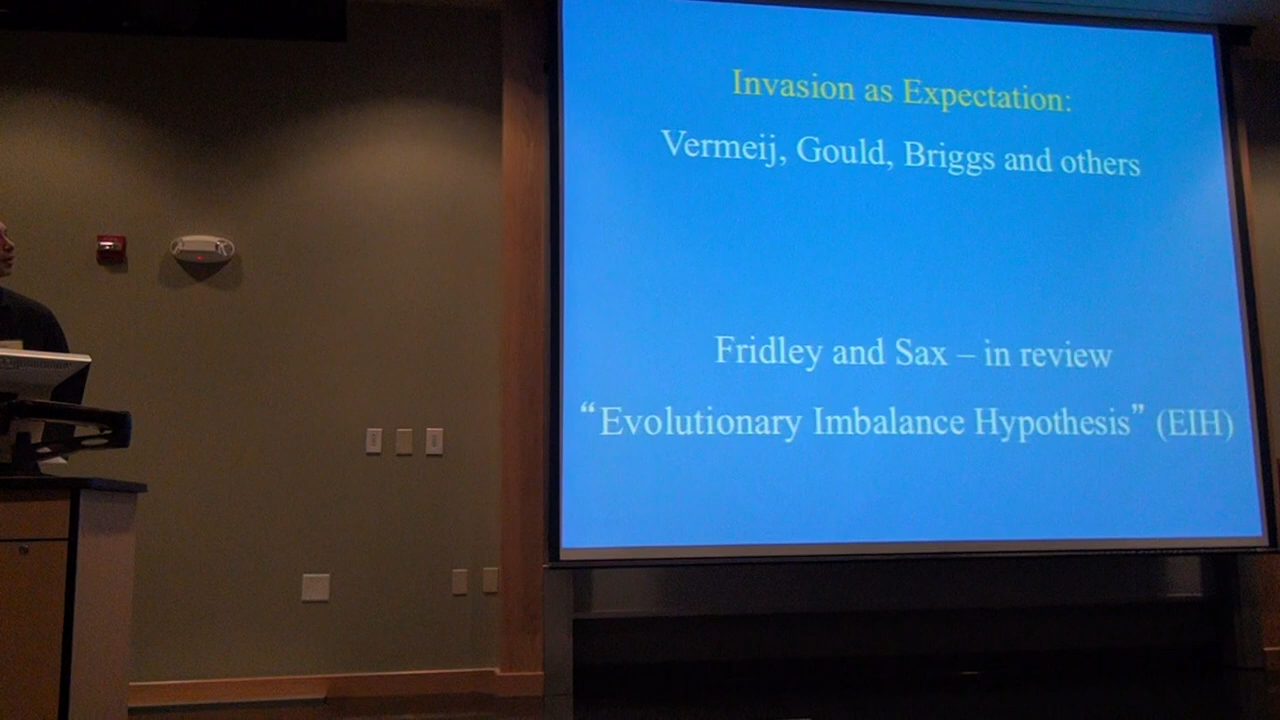 Invasion as Expectation:
Vermeij, Gould, Briggs and others
Fridley and Sax – in review
“Evolutionary Imbalance Hypothesis” (EIH)